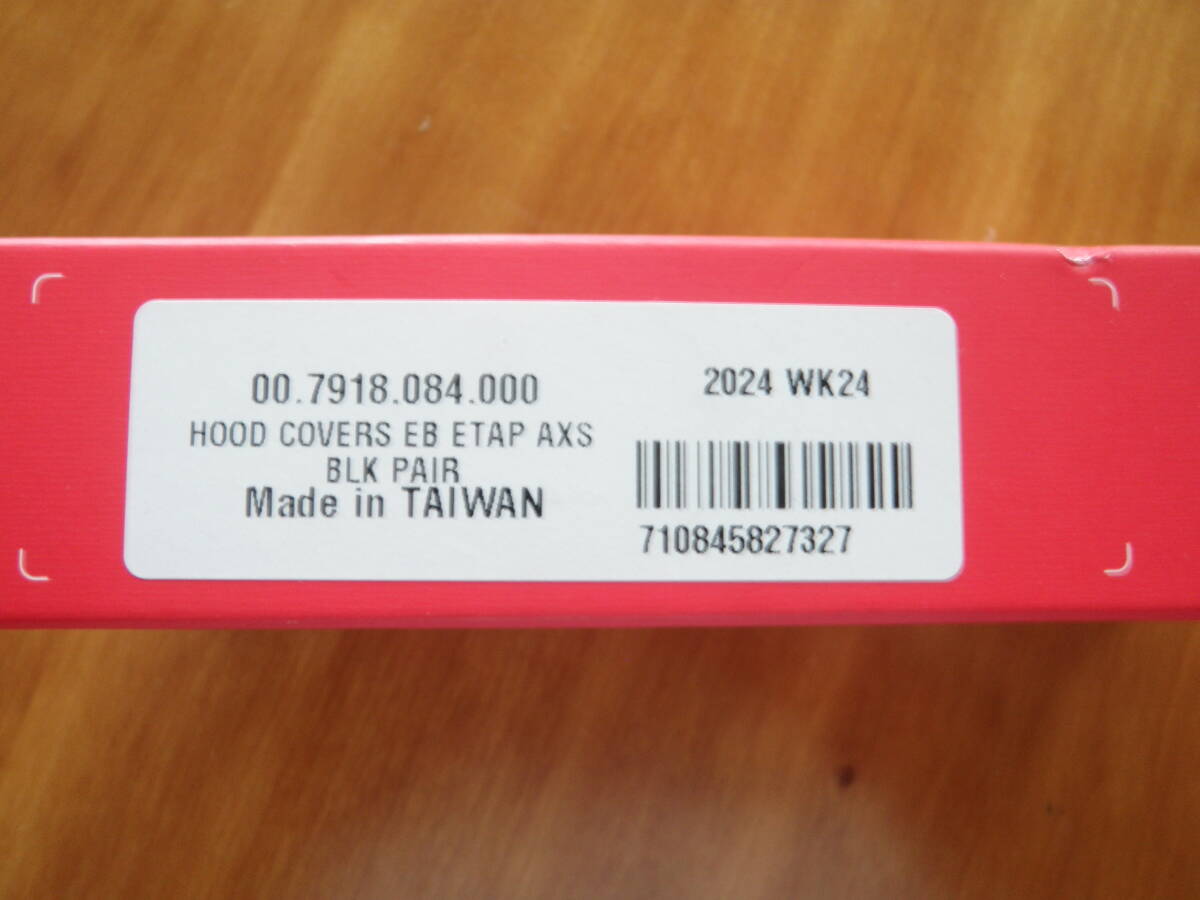 00.7918.084.000
HOOD COVERS EB ETAP AXS
BLK PAIR
Made in TAIWAN
2024 WK24
710845827327